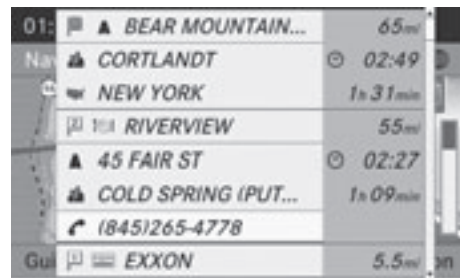 01:
BEAR MOUNTAIN... 65mi
Na
CORTLANDT 02:49
NEW YORK 1h 31min
RIVERVIEW 55mi
45 FAIR ST 02:27
COLD SPRING (PUT... 1h 09min
(845)265-4778
Gui
EXXON 5.5mi
on